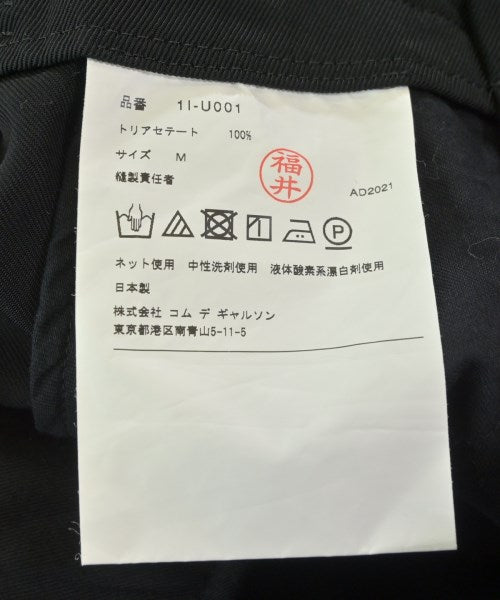 品番 1I-U001
トリアセテート 100%
サイズ M
福井
縫製責任者
AD2021
P
ネット使用 中性洗剤使用 液体酸素系漂白剤使用
日本製
株式会社 コム デ ギャルソン
東京都港区南青山5-11-5